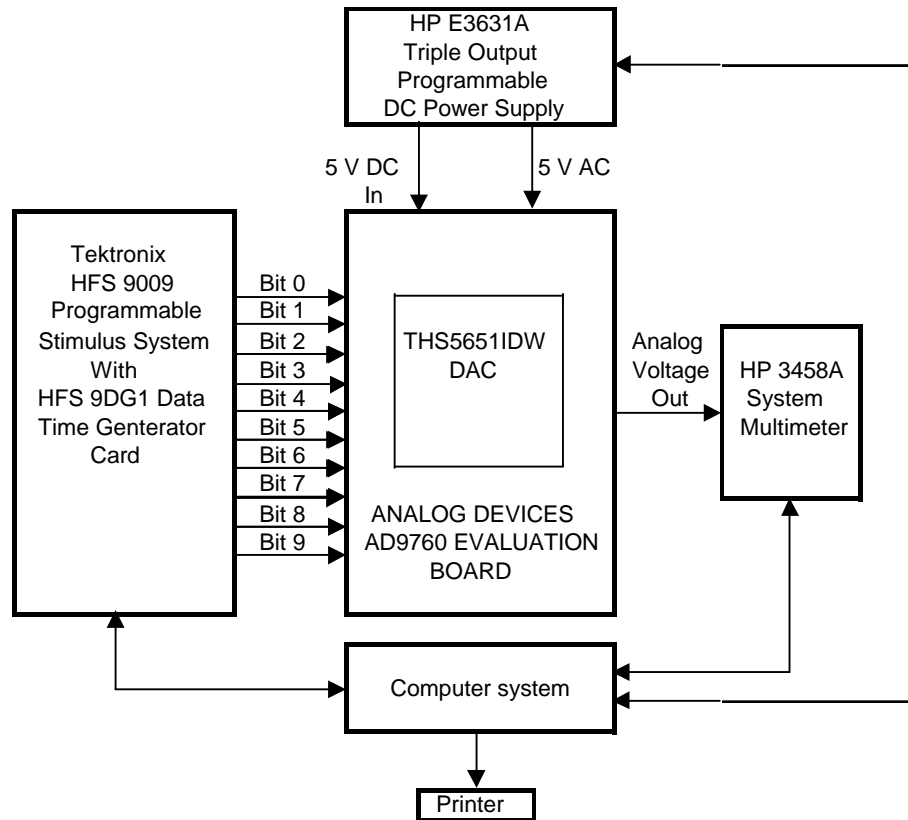 HP E3631A
Triple Output
Programmable
DC Power Supply
5 V DC
In
5 V AC
Tektronix
HFS 9009
Programmable
Stimulus System
With
HFS 9DG1 Data
Time Genterator
Card
Bit 0
Bit 1
Bit 2
Bit 3
Bit 4
Bit 5
Bit 6
Bit 7
Bit 8
Bit 9
THS5651IDW
DAC
ANALOG DEVICES
AD9760 EVALUATION
BOARD
Analog
Voltage
Out
HP 3458A
System
Multimeter
Computer system
Printer